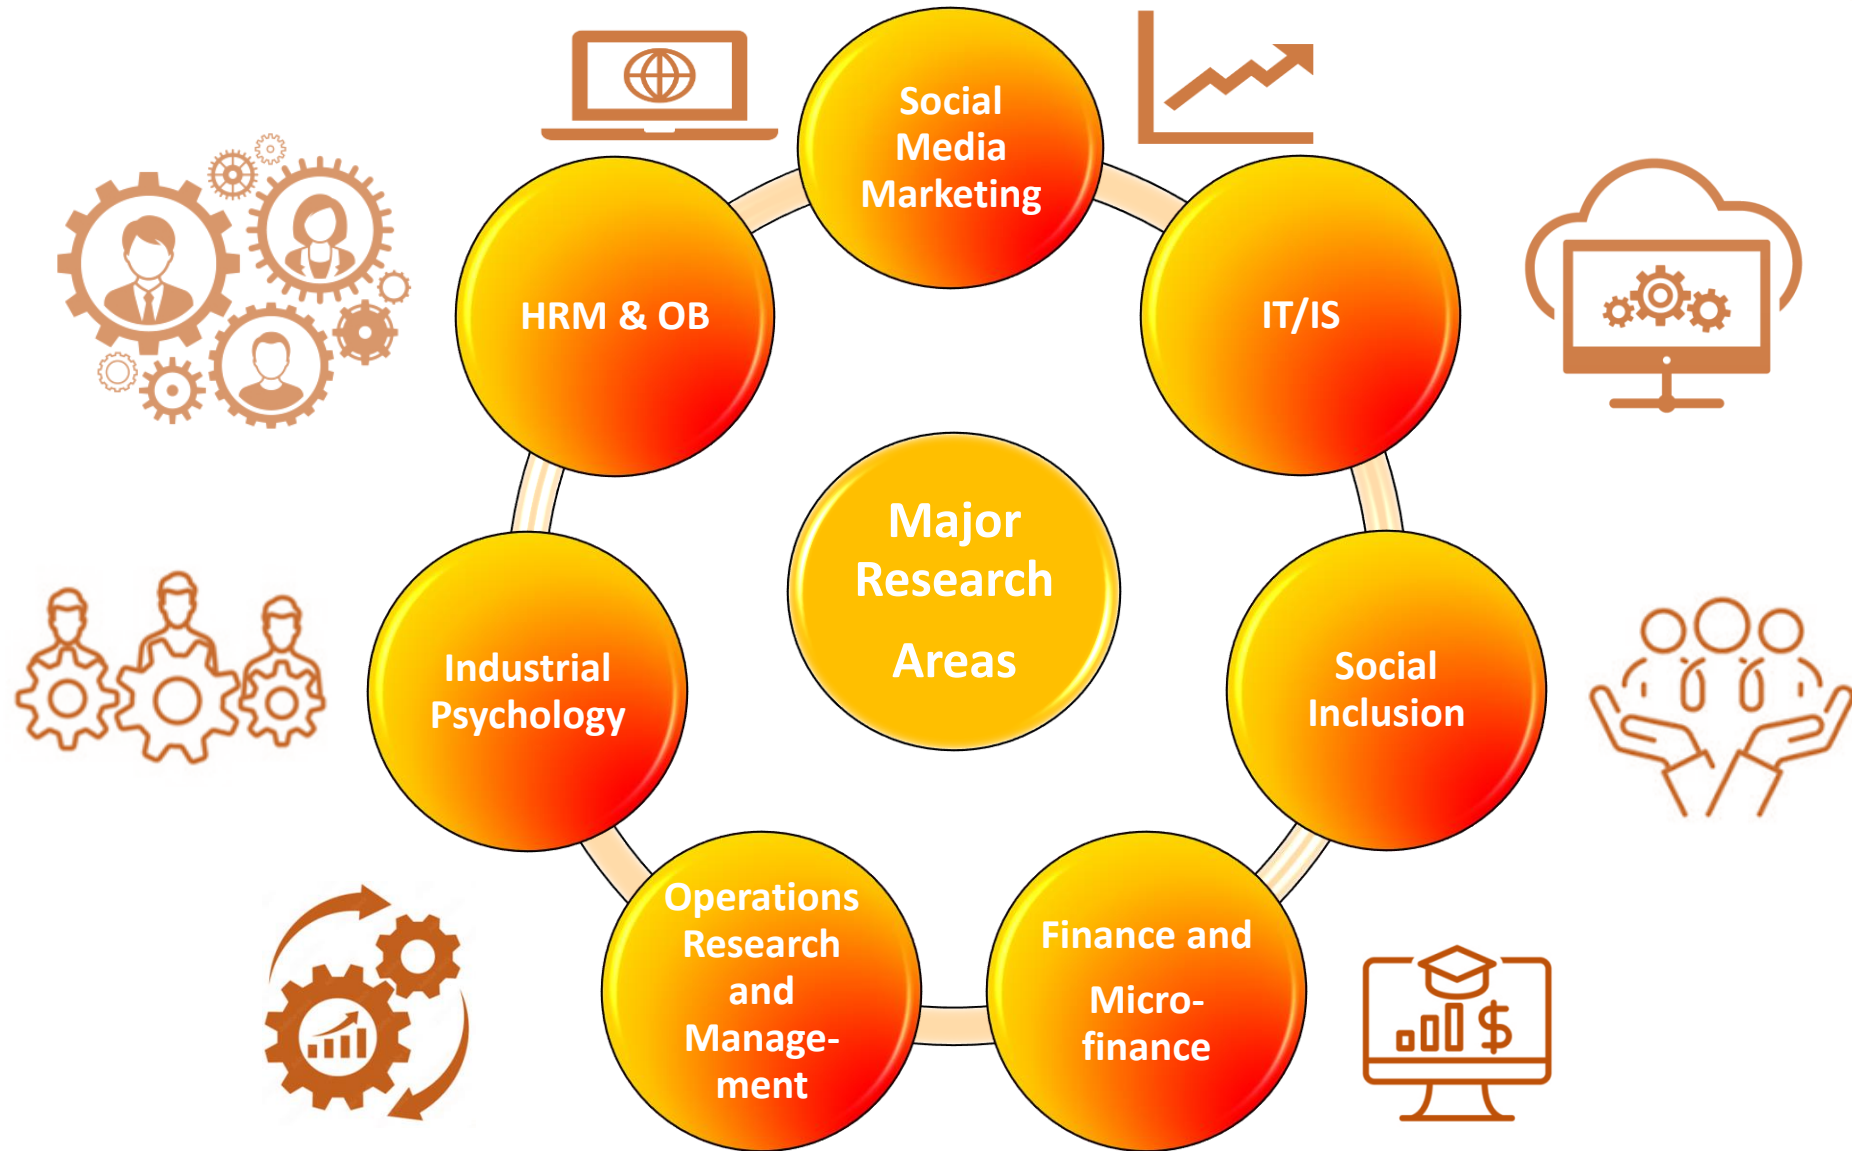 Social
Media
Marketing
HRM & OB
IT/IS
Major
Research
Areas
Industrial
Psychology
Social
Inclusion
Operations
Research
and
Manage-
ment
Finance and
Micro-
finance
$